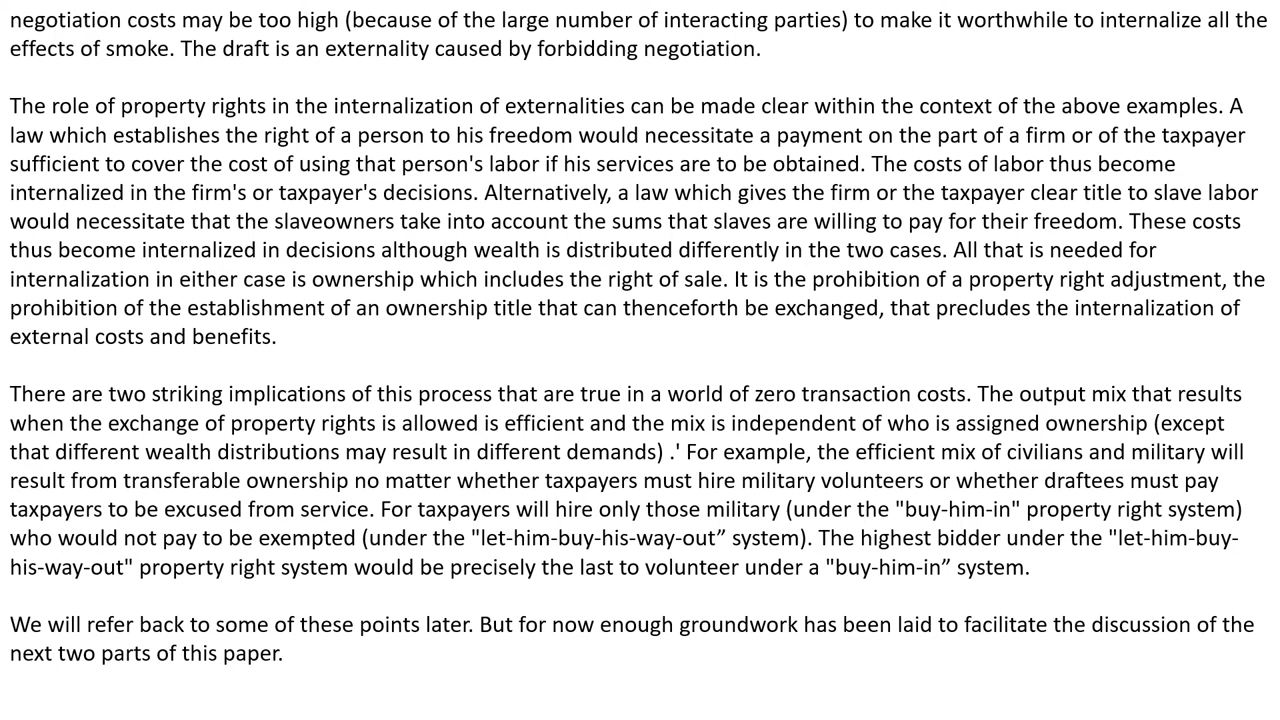 negotiation costs may be too high (because of the large number of interacting parties) to make it worthwhile to internalize all the
effects of smoke. The draft is an externality caused by forbidding negotiation.
The role of property rights in the internalization of externalities can be made clear within the context of the above examples. A
law which establishes the right of a person to his freedom would necessitate a payment on the part of a firm or of the taxpayer
sufficient to cover the cost of using that person's labor if his services are to be obtained. The costs of labor thus become
internalized in the firm's or taxpayer's decisions. Alternatively, a law which gives the firm or the taxpayer clear title to slave labor
would necessitate that the slaveowners take into account the sums that slaves are willing to pay for their freedom. These costs
thus become internalized in decisions although wealth is distributed differently in the two cases. All that is needed for
internalization in either case is ownership which includes the right of sale. It is the prohibition of a property right adjustment, the
prohibition of the establishment of an ownership title that can thenceforth be exchanged, that precludes the internalization of
external costs and benefits.
There are two striking implications of this process that are true in a world of zero transaction costs. The output mix that results
when the exchange of property rights is allowed is efficient and the mix is independent of who is assigned ownership (except
that different wealth distributions may result in different demands) .' For example, the efficient mix of civilians and military will
result from transferable ownership no matter whether taxpayers must hire military volunteers or whether draftees must pay
taxpayers to be excused from service. For taxpayers will hire only those military (under the "buy-him-in" property right system)
who would not pay to be exempted (under the "let-him-buy-his-way-out” system). The highest bidder under the "let-him-buy-
his-way-out" property right system would be precisely the last to volunteer under a "buy-him-in” system.
We will refer back to some of these points later. But for now enough groundwork has been laid to facilitate the discussion of the
next two parts of this paper.